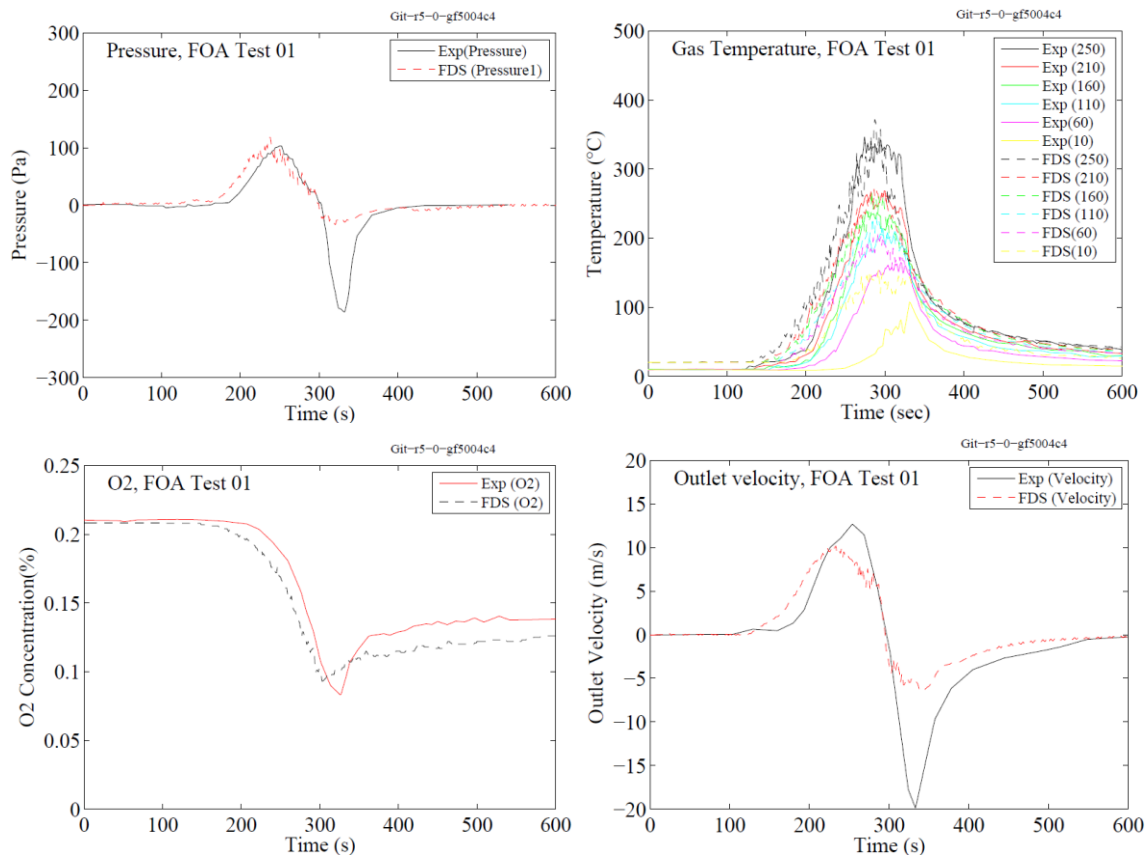 Git−r5−0−gf5004c4
Pressure, FOA Test 01
Exp(Pressure)
FDS (Pressure1)
300
200
100
0
−100
−200
−300
Pressure (Pa)
0 100 200 300 400 500 600
Time (s)
Git−r5−0−gf5004c4
Gas Temperature, FOA Test 01
Exp (250)
Exp (210)
Exp (160)
Exp (110)
Exp(60)
Exp(10)
FDS (250)
FDS (210)
FDS (160)
FDS (110)
FDS(60)
FDS(10)
500
400
300
200
100
0
Temperature (°C)
0 100 200 300 400 500 600
Time (sec)
Git−r5−0−gf5004c4
O2, FOA Test 01
Exp (O2)
FDS (O2)
0.25
0.2
0.15
0.1
0.05
0
O2 Concentration(%)
0 100 200 300 400 500 600
Time (s)
Git−r5−0−gf5004c4
Outlet velocity, FOA Test 01
Exp (Velocity)
FDS (Velocity)
20
15
10
5
0
−5
−10
−15
−20
Outlet Velocity (m/s)
0 100 200 300 400 500 600
Time (s)